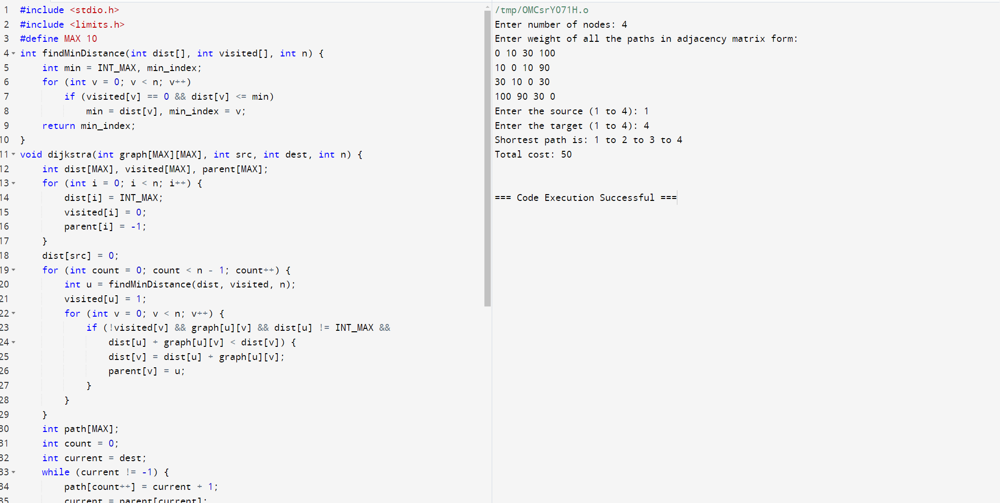 1 #include <stdio.h>
2 #include <limits.h>
3 #define MAX 10
4 int findMinDistance(int dist[], int visited[], int n) {
5     int min = INT_MAX, min_index;
6     for (int v = 0; v < n; v++)
7         if (visited[v] == 0 && dist[v] <= min)
8             min = dist[v], min_index = v;
9     return min_index;
10 }
11 void dijkstra(int graph[MAX][MAX], int src, int dest, int n) {
12     int dist[MAX], visited[MAX], parent[MAX];
13     for (int i = 0; i < n; i++) {
14         dist[i] = INT_MAX;
15         visited[i] = 0;
16         parent[i] = -1;
17     }
18     dist[src] = 0;
19     for (int count = 0; count < n - 1; count++) {
20         int u = findMinDistance(dist, visited, n);
21         visited[u] = 1;
22         for (int v = 0; v < n; v++) {
23             if (!visited[v] && graph[u][v] && dist[u] != INT_MAX &&
24                 dist[u] + graph[u][v] < dist[v]) {
25                 dist[v] = dist[u] + graph[u][v];
26                 parent[v] = u;
27             }
28         }
29     }
30     int path[MAX];
31     int count = 0;
32     int current = dest;
33     while (current != -1) {
34         path[count++] = current + 1;
35         current = parent[current];
/tmp/OMCsrY071H.o
Enter number of nodes: 4
Enter weight of all the paths in adjacency matrix form:
0 10 30 100
10 0 10 90
30 10 0 30
100 90 30 0
Enter the source (1 to 4): 1
Enter the target (1 to 4): 4
Shortest path is: 1 to 2 to 3 to 4
Total cost: 50
=== Code Execution Successful ===